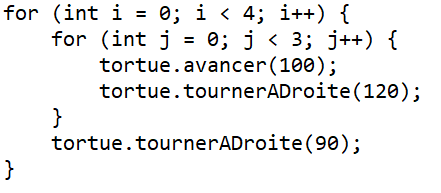 for (int i = 0; i < 4; i++) {
    for (int j = 0; j < 3; j++) {
        tortue.avancer(100);
        tortue.tournerADroite(120);
    }
    tortue.tournerADroite(90);
}